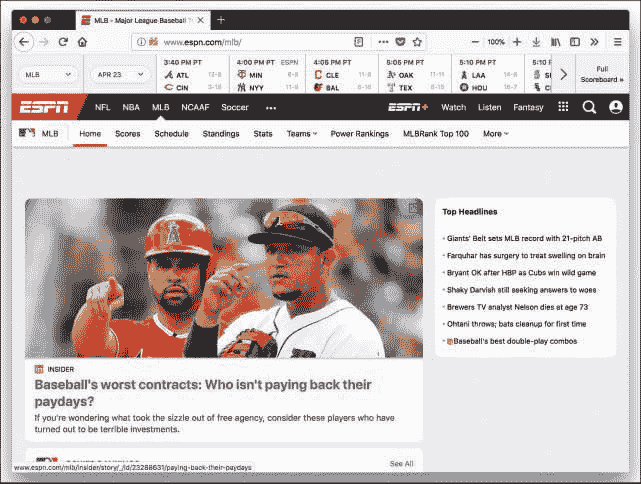 MLB - Major League Baseball T
www.espn.com/mlb/
100%
MLB
APR 23
3:40 PM PT
ATL
CIN
4:00 PM PT ESPN
MIN
NYY
4:05 PM PT
CLE
BAL
5:05 PM PT
OAK
TEX
5:10 PM PT
LAA
HOU
5:10 PM PT
Full
Scoreboard »
ESPN
NFL NBA MLB NCAAF Soccer
ESPN+ Watch Listen Fantasy
MLB Home Scores Schedule Standings Stats Teams Power Rankings MLBRank Top 100 More
INSIDER
Baseball's worst contracts: Who isn't paying back their
paydays?
If you're wondering what took the sizzle out of free agency, consider these players who have
turned out to be terrible investments.
See All
www.espn.com/mlb/insider/story/_/id/23288631/paying-back-their-paydays
Top Headlines
Giants' Belt sets MLB record with 21-pitch AB
Farquhar has surgery to treat swelling on brain
Bryant OK after HBP as Cubs win wild game
Shaky Darvish still seeking answers to woes
Brewers TV analyst Nelson dies at age 73
Ohtani throws; bats cleanup for first time
Baseball's best double-play combos